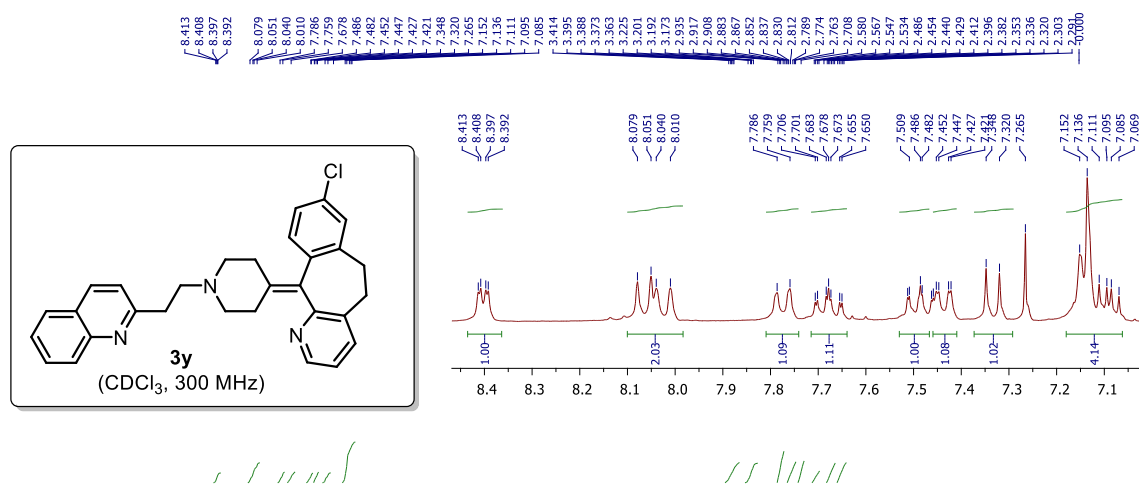 8.413 8.408 8.397 8.392 8.079 8.051 8.040 8.010 7.786 7.759 7.678 7.486 7.482 7.452 7.447 7.427 7.421 7.348 7.320 7.265 7.152 7.136 7.111 7.095 7.085 3.414 3.395 3.388 3.373 3.363 3.225 3.201 3.192 3.173 2.935 2.917 2.908 2.883 2.867 2.852 2.837 2.830 2.812 2.789 2.774 2.763 2.708 2.580 2.567 2.547 2.534 2.486 2.454 2.440 2.429 2.412 2.396 2.382 2.353 2.336 2.320 2.303 2.291 -0.000
8.413 8.408 8.397 8.392 8.079 8.051 8.040 8.010 7.786 7.759 7.706 7.701 7.683 7.678 7.673 7.655 7.650 7.509 7.486 7.482 7.452 7.447 7.427 7.421 7.348 7.320 7.265 7.152 7.136 7.111 7.095 7.085 7.069
Cl
N
N
N
3y
(CDCl3, 300 MHz)
1.00 2.03 1.09 1.11 1.00 1.08 1.02 4.14
8.4 8.3 8.2 8.1 8.0 7.9 7.8 7.7 7.6 7.5 7.4 7.3 7.2 7.1